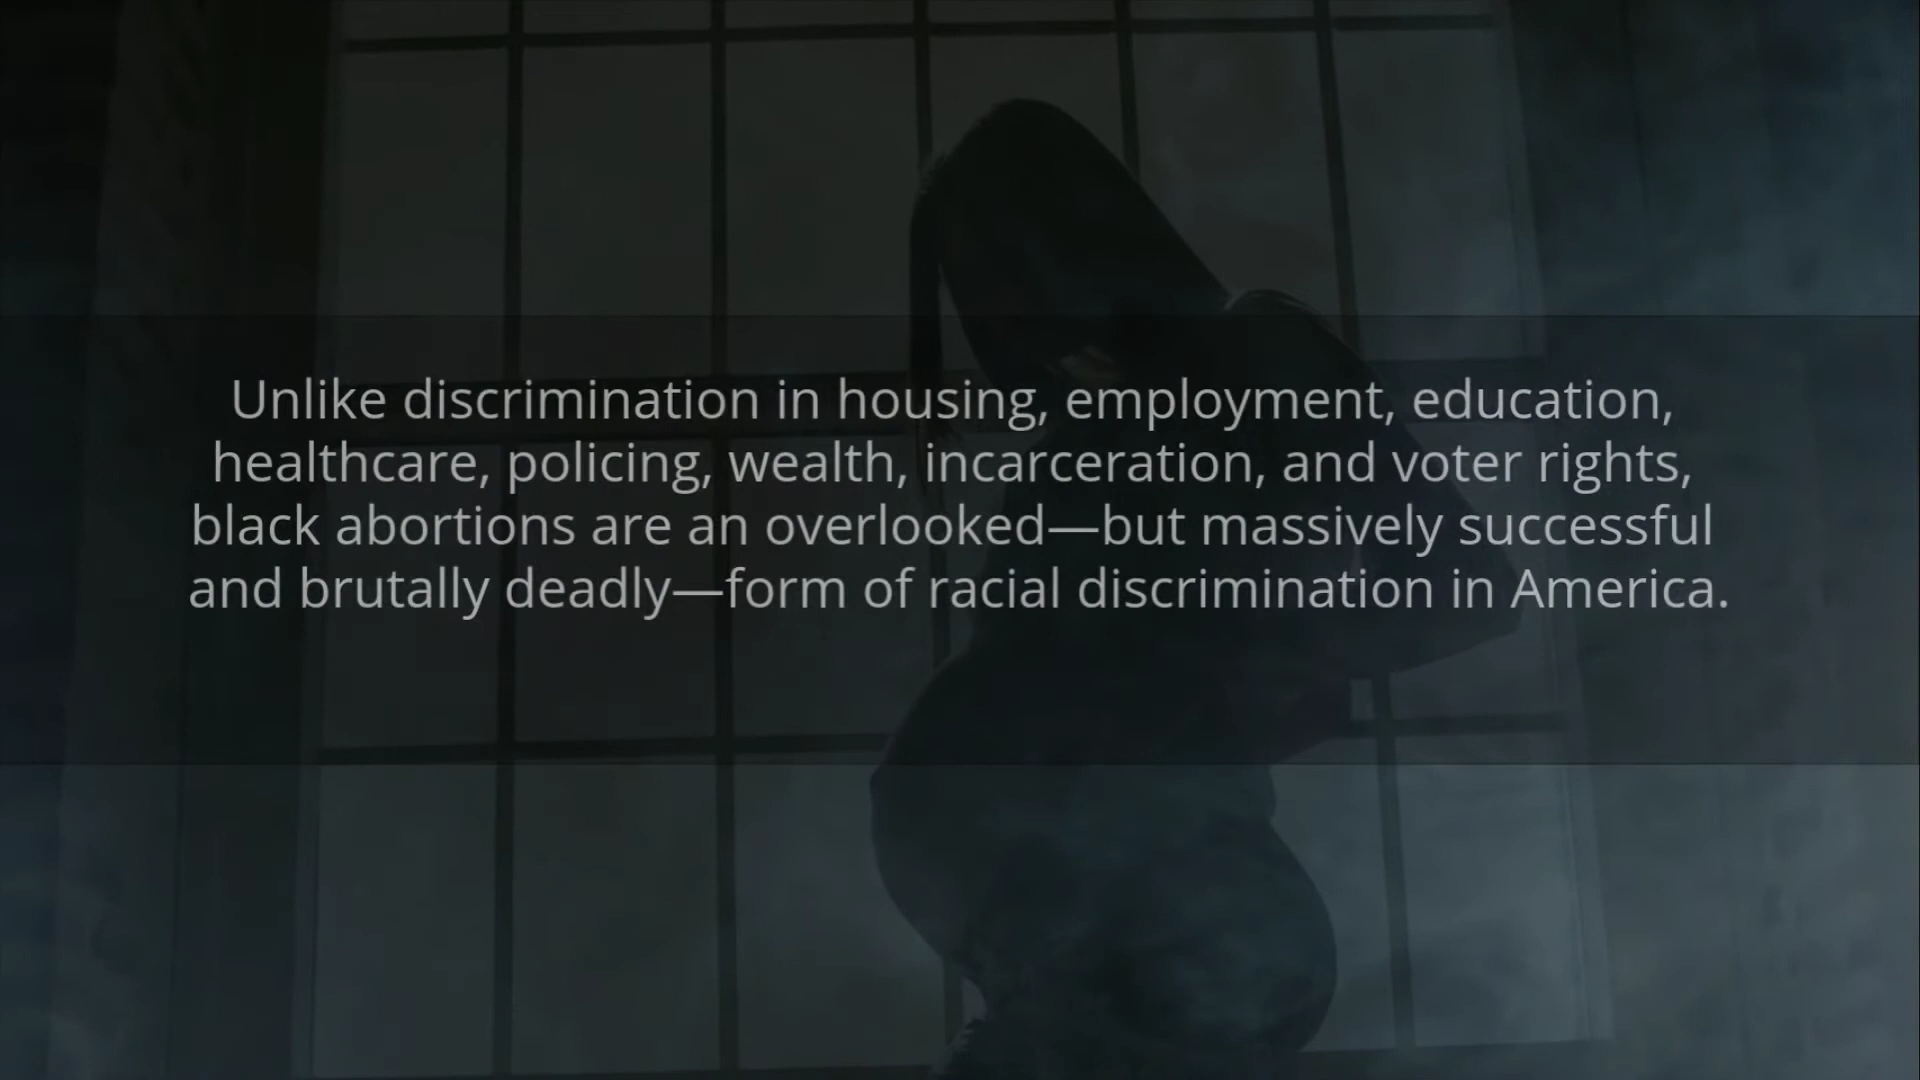 Unlike discrimination in housing, employment, education,
healthcare, policing, wealth, incarceration, and voter rights,
black abortions are an overlooked—but massively successful
and brutally deadly—form of racial discrimination in America.